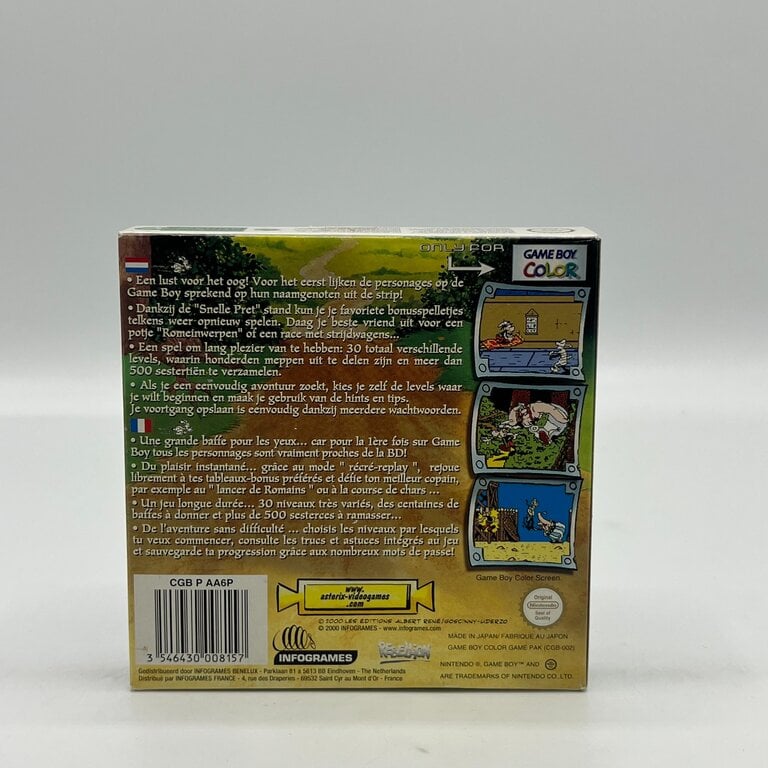 ONLY FOR
GAME BOY
COLOR
• Een lust voor het oog! Voor het eerst lijken de personages op de
Game Boy sprekend op hun naamgenoten uit de strip!
• Dankzij de "Snelle Pret" stand kun je je favoriete bonusspelletjes
telkens weer opnieuw spelen. Daag je beste vriend uit voor een
potje "Romeinwerpen" of een race met strijdwagens...
• Een spel om lang plezier van te hebben: 30 totaal verschillende
levels, waarin honderden meppen uit te delen zijn en meer dan
500 sestertiën te verzamelen.
• Als je een eenvoudig avontuur zoekt, kies je zelf de levels waar
je wilt beginnen en maak je gebruik van de hints en tips.
Je voortgang opslaan is eenvoudig dankzij meerdere wachtwoorden.
• Une grande baffe pour les yeux... car pour la 1ère fois sur Game
Boy tous les personnages sont vraiment proches de la BD!
• Du plaisir instantané... grâce au mode " récré-replay ", rejoue
librement à tes tableaux-bonus préférés et défie ton meilleur copain,
par exemple au " lancer de Romains " ou à la course de chars ...
• Un jeu longue durée... 30 niveaux très variés, des centaines de
baffes à donner et plus de 500 sesterces à ramasser...
• De l'aventure sans difficulté ... choisis les niveaux par lesquels
tu veux commencer, consulte les trucs et astuces intégrés au jeu
et sauvegarde ta progression grâce aux nombreux mots de passe!
Game Boy Color Screen
CGB P AA6P
3 546430 008157
www.
asterix-videogames
.com
© 2000 LES EDITIONS ALBERT RENÉ/GOSCINNY-UDERZO
© 2000 INFOGRAMES - www.infogrames.com
INFOGRAMES
REBELLION
Original
Nintendo
Seal of
Quality
MADE IN JAPAN/ FABRIQUE AU JAPON
GAME BOY COLOR GAME PAK (CGB-002)
NINTENDO ®, GAME BOY™ AND
ARE TRADEMARKS OF NINTENDO CO., LTD.
Gedistribueerd door INFOGRAMES BENELUX - Parklaan 81 a 5613 BB Eindhoven - The Netherlands
Distribué par INFOGRAMES FRANCE - 4, rue des Draperies - 69532 Saint Cyr au Mont d'Or - France